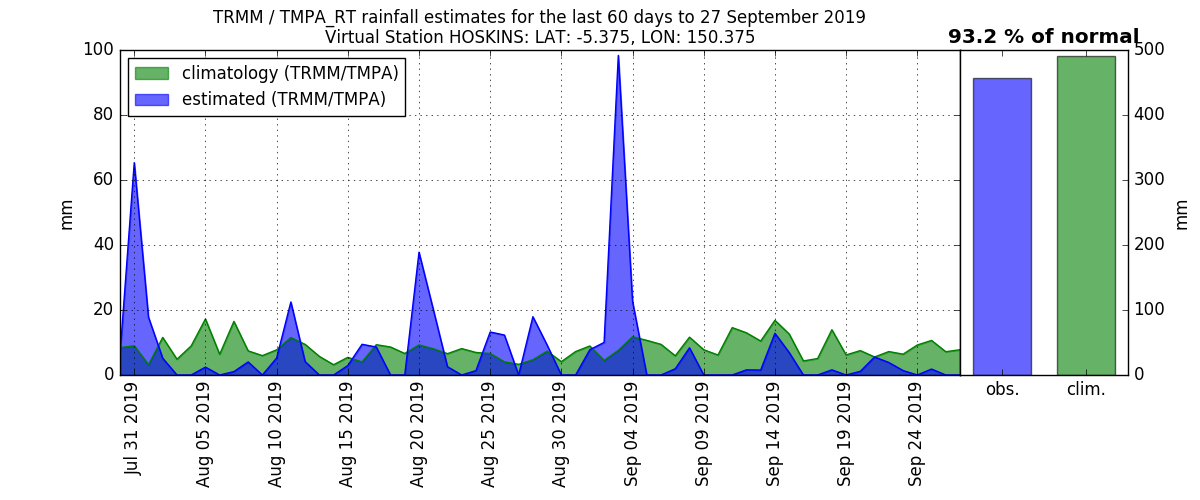 TRMM / TMPA_RT rainfall estimates for the last 60 days to 27 September 2019
Virtual Station HOSKINS: LAT: -5.375, LON: 150.375
93.2 % of normal
climatology (TRMM/TMPA)
estimated (TRMM/TMPA)
100
80
60
40
20
0
mm
Jul 31 2019
Aug 05 2019
Aug 10 2019
Aug 15 2019
Aug 20 2019
Aug 25 2019
Aug 30 2019
Sep 04 2019
Sep 09 2019
Sep 14 2019
Sep 19 2019
Sep 24 2019
obs.
clim.
500
400
300
200
100
0
mm